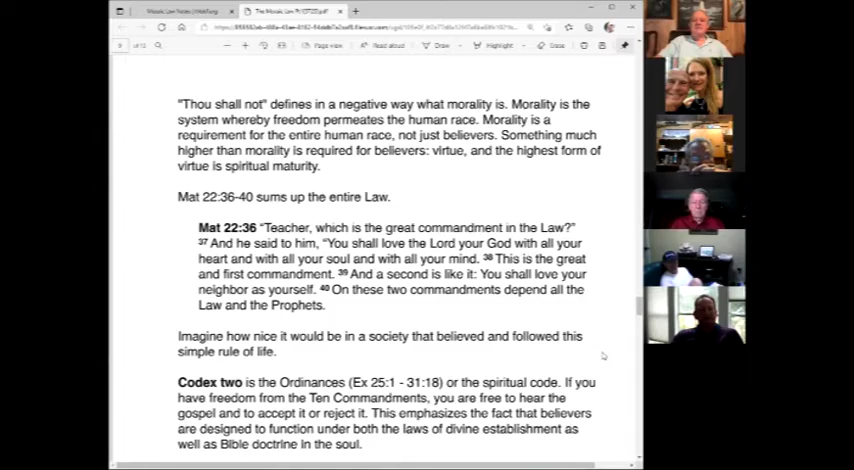 "Thou shall not" defines in a negative way what morality is. Morality is the
system whereby freedom permeates the human race. Morality is a
requirement for the entire human race, not just believers. Something much
higher than morality is required for believers: virtue, and the highest form of
virtue is spiritual maturity.
Mat 22:36-40 sums up the entire Law.
Mat 22:36 “Teacher, which is the great commandment in the Law?”
37 And he said to him, “You shall love the Lord your God with all your
heart and with all your soul and with all your mind. 38 This is the great
and first commandment. 39 And a second is like it: You shall love your
neighbor as yourself. 40 On these two commandments depend all the
Law and the Prophets.
Imagine how nice it would be in a society that believed and followed this
simple rule of life.
Codex two is the Ordinances (Ex 25:1 - 31:18) or the spiritual code. If you
have freedom from the Ten Commandments, you are free to hear the
gospel and to accept it or reject it. This emphasizes the fact that believers
are designed to function under both the laws of divine establishment as
well as Bible doctrine in the soul.
Page view
Read aloud
Draw
Highlight